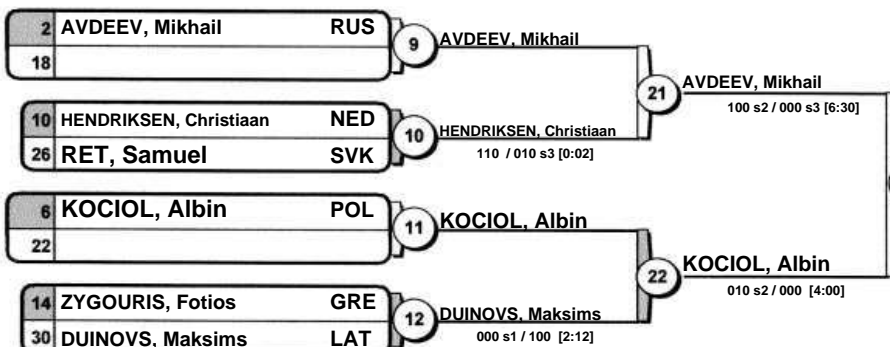 2 AVDEEV, Mikhail RUS
18
9
AVDEEV, Mikhail
10 HENDRIKSEN, Christiaan NED
26 RET, Samuel SVK
10
HENDRIKSEN, Christiaan
110 / 010 s3 [0:02]
21
AVDEEV, Mikhail
100 s2 / 000 s3 [6:30]
6 KOCIOL, Albin POL
22
11
KOCIOL, Albin
14 ZYGOURIS, Fotios GRE
30 DUINOVS, Maksims LAT
12
DUINOVS, Maksims
000 s1 / 100 [2:12]
22
KOCIOL, Albin
010 s2 / 000 [4:00]